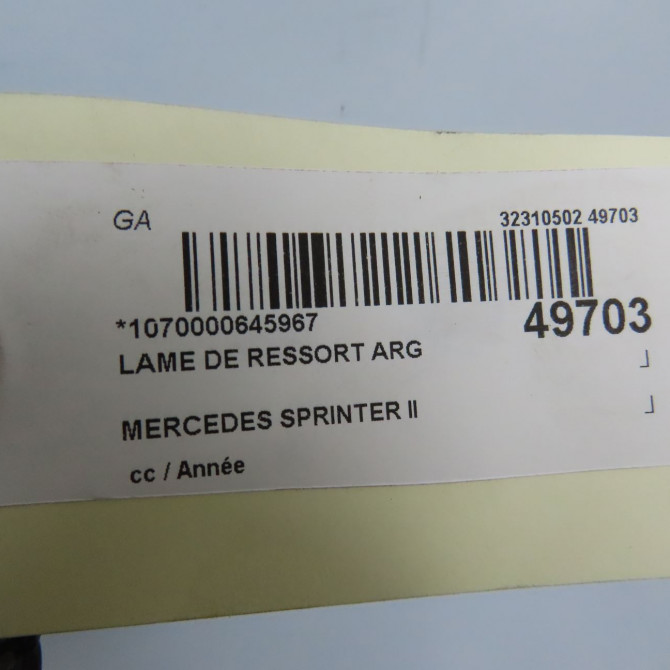 GA 32310502 49703
*1070000645967 49703
LAME DE RESSORT ARG
MERCEDES SPRINTER II
cc / Année